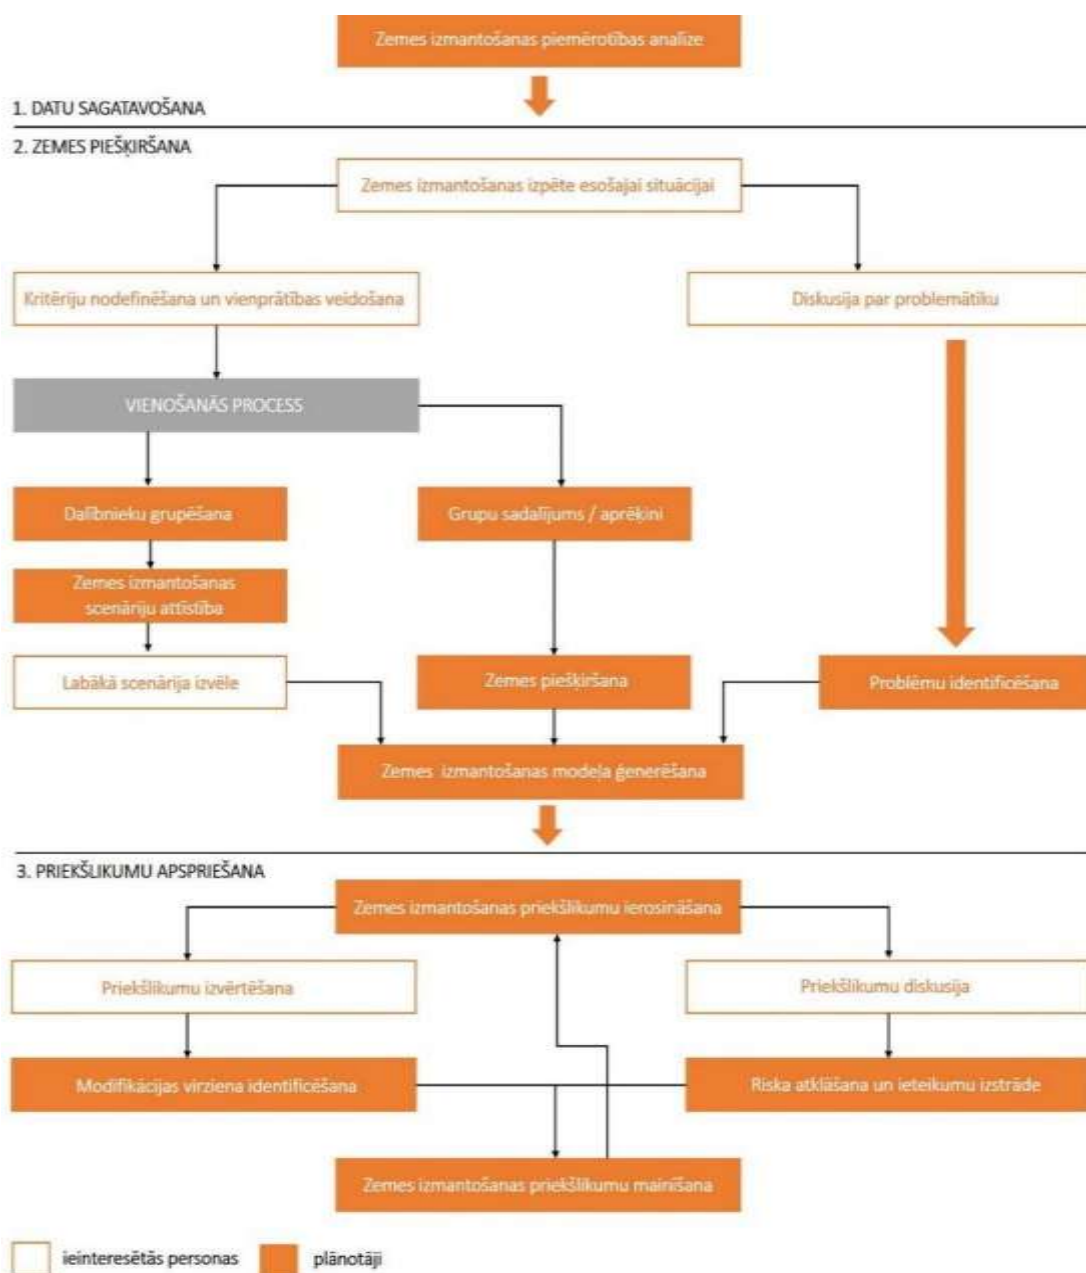 Zemes izmantošanas piemērotības analīze
1. DATU SAGATAVOŠANA
2. ZEMES PIEŠĶIRŠANA
Zemes izmantošanas izpēte esošajai situācijai
Kritēriju nodefinēšana un vienprātības veidošana
Diskusija par problemātiku
VIENOŠANĀS PROCESS
Dalībnieku grupēšana
Grupu sadalījums / aprēķini
Zemes izmantošanas
scenāriju attīstība
Labākā scenārija izvēle
Zemes piešķiršana
Problēmu identificēšana
Zemes izmantošanas modeļa ģenerēšana
3. PRIEKŠLIKUMU APSPRIEŠANA
Zemes izmantošanas priekšlikumu ierosināšana
Priekšlikumu izvērtēšana
Priekšlikumu diskusija
Modifikācijas virziena identificēšana
Riska atklāšana un ieteikumu izstrāde
Zemes izmantošanas priekšlikumu mainīšana
ieinteresētās personas
plānotāji